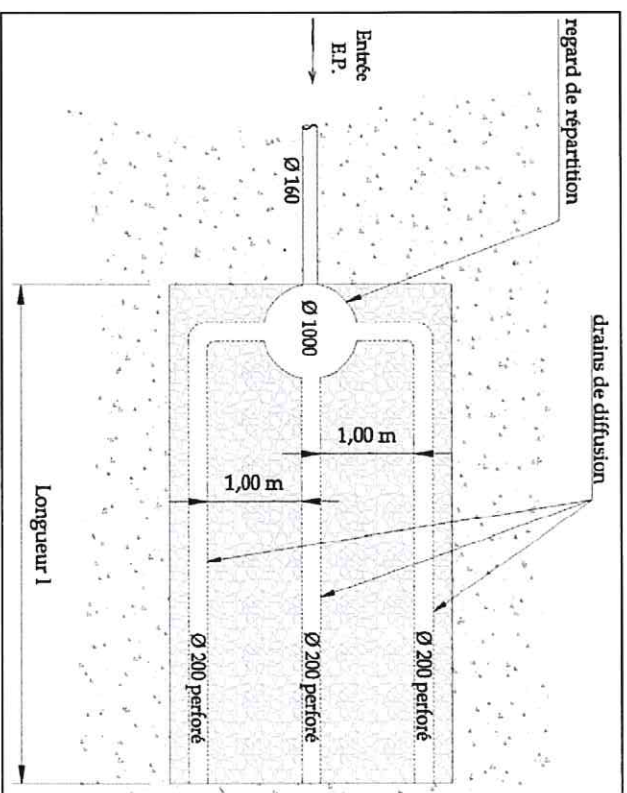 regard de répartition
drains de diffusion
Entrée
E.P.
Ø 160
Ø 1000
1,00 m
1,00 m
Ø 200 perforé
Ø 200 perforé
Ø 200 perforé
Longueur l